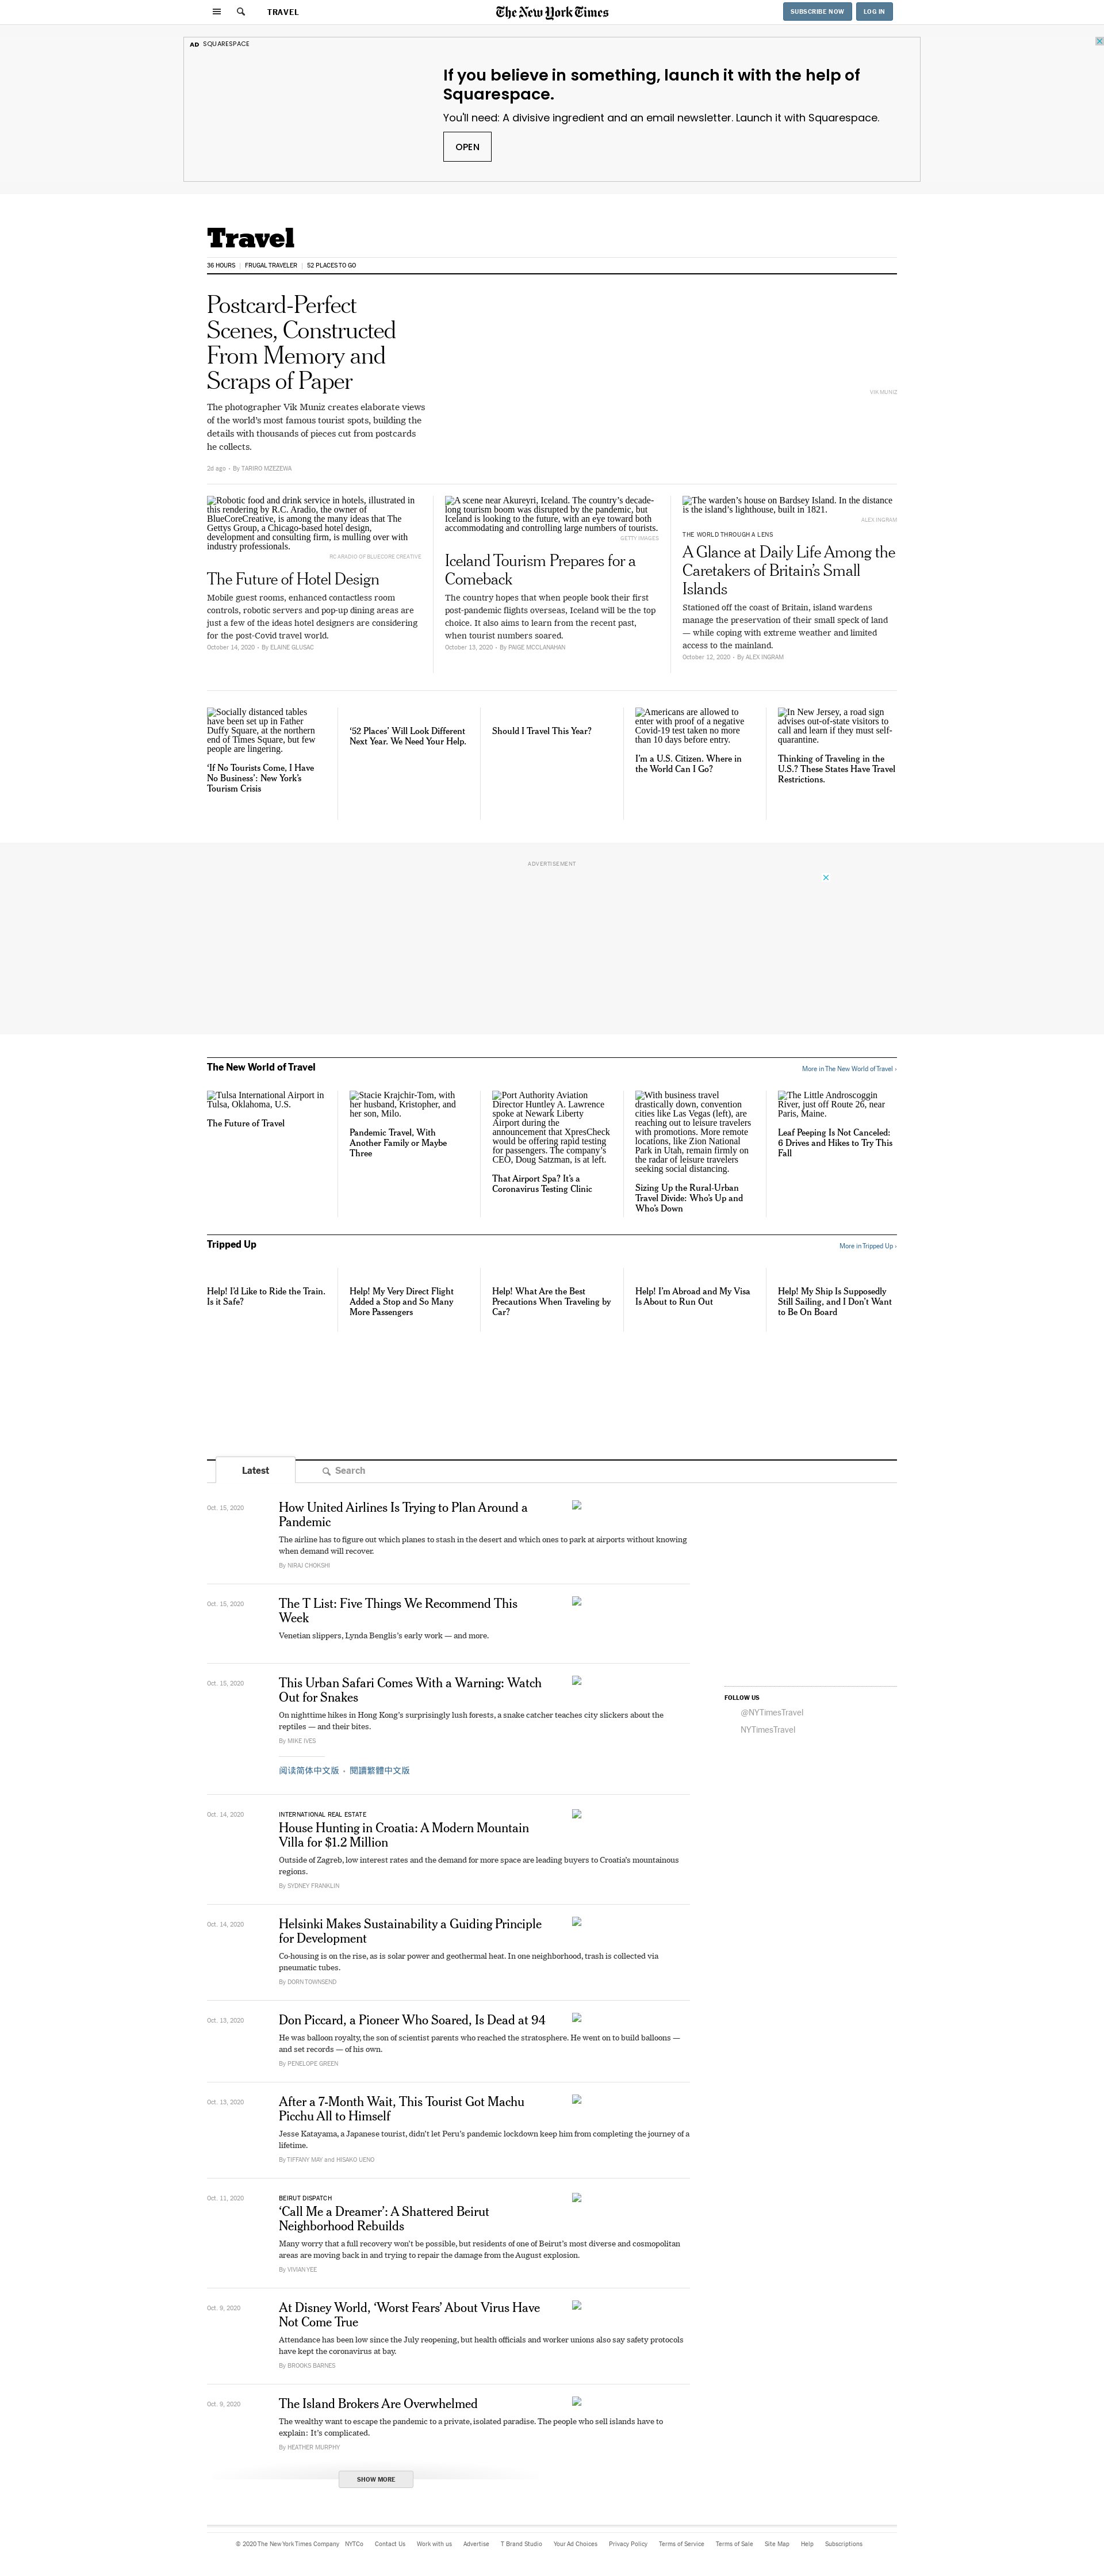 TRAVEL
The New York Times
SUBSCRIBE NOW
LOG IN
AD SQUARESPACE
If you believe in something, launch it with the help of
Squarespace.
You'll need: A divisive ingredient and an email newsletter. Launch it with Squarespace.
OPEN
Travel
36 HOURS
FRUGAL TRAVELER
52 PLACES TO GO
Postcard-Perfect
Scenes, Constructed
From Memory and
Scraps of Paper
The photographer Vik Muniz creates elaborate views
of the world's most famous tourist spots, building the
details with thousands of pieces cut from postcards
he collects.
2d ago · By TARIRO MZEZEWA
VIK MUNIZ
Robotic food and drink service in hotels, illustrated in
this rendering by R.C. Aradio, the owner of
BlueCoreCreative, is among the many ideas that The
Gettys Group, a Chicago-based hotel design,
development and consulting firm, is mulling over with
industry professionals.
RC ARADIO OF BLUECORE CREATIVE
The Future of Hotel Design
Mobile guest rooms, enhanced contactless room
controls, robotic servers and pop-up dining areas are
just a few of the ideas hotel designers are considering
for the post-Covid travel world.
October 14, 2020 · By ELAINE GLUSAC
A scene near Akureyri, Iceland. The country's decade-
long tourism boom was disrupted by the pandemic, but
Iceland is looking to the future, with an eye toward both
accommodating and controlling large numbers of tourists.
GETTY IMAGES
Iceland Tourism Prepares for a
Comeback
The country hopes that when people book their first
post-pandemic flights overseas, Iceland will be the top
choice. It also aims to learn from the recent past,
when tourist numbers soared.
October 13, 2020 · By PAIGE MCCLANAHAN
The warden's house on Bardsey Island. In the distance
is the island's lighthouse, built in 1821.
ALEX INGRAM
THE WORLD THROUGH A LENS
A Glance at Daily Life Among the
Caretakers of Britain's Small
Islands
Stationed off the coast of Britain, island wardens
manage the preservation of their small speck of land
— while coping with extreme weather and limited
access to the mainland.
October 12, 2020 · By ALEX INGRAM
Socially distanced tables
have been set up in Father
Duffy Square, at the northern
end of Times Square, but few
people are lingering.
'If No Tourists Come, I Have
No Business': New York's
Tourism Crisis
'52 Places' Will Look Different
Next Year. We Need Your Help.
Should I Travel This Year?
Americans are allowed to
enter with proof of a negative
Covid-19 test taken no more
than 10 days before entry.
I'm a U.S. Citizen. Where in
the World Can I Go?
In New Jersey, a road sign
advises out-of-state visitors to
call and learn if they must self-
quarantine.
Thinking of Traveling in the
U.S.? These States Have Travel
Restrictions.
ADVERTISEMENT
The New World of Travel
More in The New World of Travel ›
Tulsa International Airport in
Tulsa, Oklahoma, U.S.
The Future of Travel
Stacie Krajchir-Tom, with
her husband, Kristopher, and
her son, Milo.
Pandemic Travel, With
Another Family or Maybe
Three
Port Authority Aviation
Director Huntley A. Lawrence
spoke at Newark Liberty
Airport during the
announcement that XpresCheck
would be offering rapid testing
for passengers. The company's
CEO, Doug Satzman, is at left.
That Airport Spa? It's a
Coronavirus Testing Clinic
With business travel
drastically down, convention
cities like Las Vegas (left), are
reaching out to leisure travelers
with promotions. More remote
locations, like Zion National
Park in Utah, remain firmly on
the radar of leisure travelers
seeking social distancing.
Sizing Up the Rural-Urban
Travel Divide: Who's Up and
Who's Down
The Little Androscoggin
River, just off Route 26, near
Paris, Maine.
Leaf Peeping Is Not Canceled:
6 Drives and Hikes to Try This
Fall
Tripped Up
More in Tripped Up ›
Help! I'd Like to Ride the Train.
Is it Safe?
Help! My Very Direct Flight
Added a Stop and So Many
More Passengers
Help! What Are the Best
Precautions When Traveling by
Car?
Help! I'm Abroad and My Visa
Is About to Run Out
Help! My Ship Is Supposedly
Still Sailing, and I Don't Want
to Be On Board
Latest
Search
Oct. 15, 2020
How United Airlines Is Trying to Plan Around a
Pandemic
The airline has to figure out which planes to stash in the desert and which ones to park at airports without knowing
when demand will recover.
By NIRAJ CHOKSHI
Oct. 15, 2020
The T List: Five Things We Recommend This
Week
Venetian slippers, Lynda Benglis's early work — and more.
Oct. 15, 2020
This Urban Safari Comes With a Warning: Watch
Out for Snakes
On nighttime hikes in Hong Kong's surprisingly lush forests, a snake catcher teaches city slickers about the
reptiles — and their bites.
By MIKE IVES
阅读简体中文版 · 閱讀繁體中文版
FOLLOW US
@NYTimesTravel
NYTimesTravel
Oct. 14, 2020
INTERNATIONAL REAL ESTATE
House Hunting in Croatia: A Modern Mountain
Villa for $1.2 Million
Outside of Zagreb, low interest rates and the demand for more space are leading buyers to Croatia's mountainous
regions.
By SYDNEY FRANKLIN
Oct. 14, 2020
Helsinki Makes Sustainability a Guiding Principle
for Development
Co-housing is on the rise, as is solar power and geothermal heat. In one neighborhood, trash is collected via
pneumatic tubes.
By DORN TOWNSEND
Oct. 13, 2020
Don Piccard, a Pioneer Who Soared, Is Dead at 94
He was balloon royalty, the son of scientist parents who reached the stratosphere. He went on to build balloons —
and set records — of his own.
By PENELOPE GREEN
Oct. 13, 2020
After a 7-Month Wait, This Tourist Got Machu
Picchu All to Himself
Jesse Katayama, a Japanese tourist, didn't let Peru's pandemic lockdown keep him from completing the journey of a
lifetime.
By TIFFANY MAY and HISAKO UENO
Oct. 11, 2020
BEIRUT DISPATCH
'Call Me a Dreamer': A Shattered Beirut
Neighborhood Rebuilds
Many worry that a full recovery won't be possible, but residents of one of Beirut's most diverse and cosmopolitan
areas are moving back in and trying to repair the damage from the August explosion.
By VIVIAN YEE
Oct. 9, 2020
At Disney World, 'Worst Fears' About Virus Have
Not Come True
Attendance has been low since the July reopening, but health officials and worker unions also say safety protocols
have kept the coronavirus at bay.
By BROOKS BARNES
Oct. 9, 2020
The Island Brokers Are Overwhelmed
The wealthy want to escape the pandemic to a private, isolated paradise. The people who sell islands have to
explain: It's complicated.
By HEATHER MURPHY
SHOW MORE
© 2020 The New York Times Company
NYTCo
Contact Us
Work with us
Advertise
T Brand Studio
Your Ad Choices
Privacy Policy
Terms of Service
Terms of Sale
Site Map
Help
Subscriptions